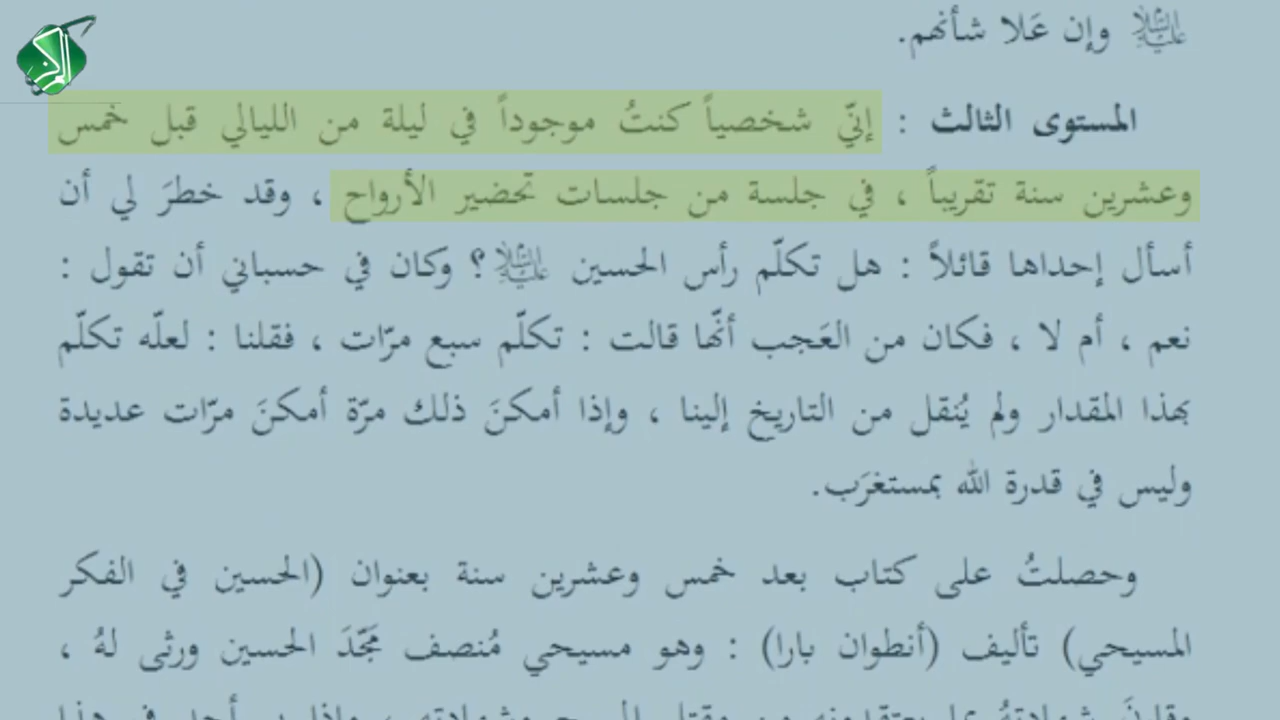 عليه السلام وإن عَلا شأنهم.
المستوى الثالث : إنّي شخصياً كنتُ موجوداً في ليلة من الليالي قبل خمس
وعشرين سنة تقريباً ، في جلسة من جلسات تحضير الأرواح ، وقد خطرَ لي أن
أسأل إحداها قائلاً : هل تكلّم رأس الحسين عليه السلام ؟ وكان في حسباني أن تقول :
نعم ، أم لا ، فكان من العَجب أنّها قالت : تكلّم سبع مرّات ، فقلنا : لعلّه تكلّم
بهذا المقدار ولم يُنقل من التاريخ إلينا ، وإذا أمكنَ ذلك مرّة أمكنَ مرّات عديدة
وليس في قدرة الله بمستغرَب.
وحصلتُ على كتاب بعد خمس وعشرين سنة بعنوان (الحسين في الفكر
المسيحي) تأليف (أنطوان بارا) : وهو مسيحي مُنصف مَجّدَ الحسين ورثى لهُ ،